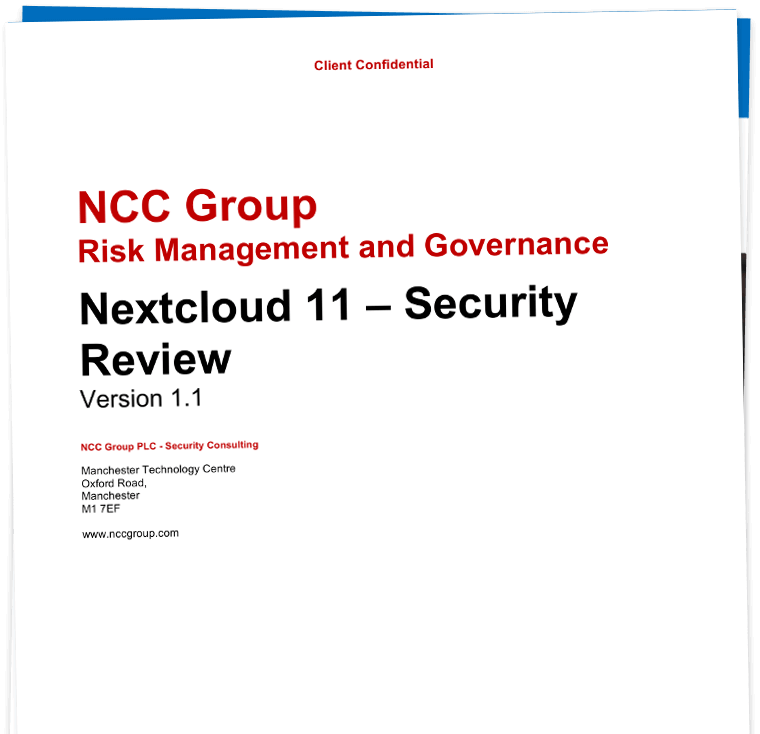 Client Confidential
NCC Group
Risk Management and Governance
Nextcloud 11 – Security
Review
Version 1.1
NCC Group PLC - Security Consulting
Manchester Technology Centre
Oxford Road,
Manchester
M1 7EF
www.nccgroup.com